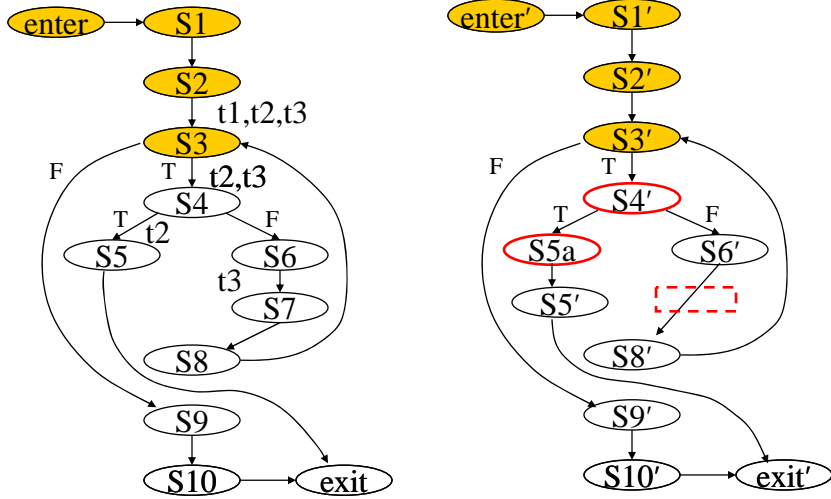 enter
S1
S2
t1,t2,t3
S3
F
T
t2,t3
S4
T
F
t2
S5
S6
t3
S7
S8
S9
S10
exit
enter′
S1′
S2′
S3′
F
T
S4′
T
F
S5a
S6′
S5′
S8′
S9′
S10′
exit′